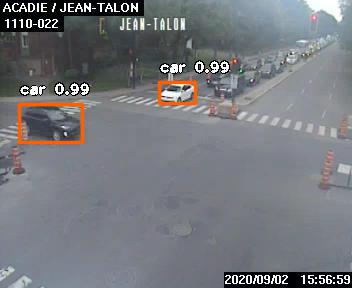 ACADIE / JEAN-TALON
1110-022
JEAN-TALON
car 0.99
car 0.99
2020/09/02 15:56:59